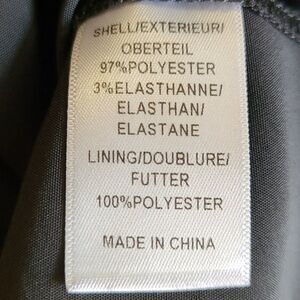 SHELL/EXTERIEUR/
OBERTEIL
97%POLYESTER
3%ELASTHANNE/
ELASTHAN/
ELASTANE
LINING/DOUBLURE/
FUTTER
100%POLYESTER
MADE IN CHINA